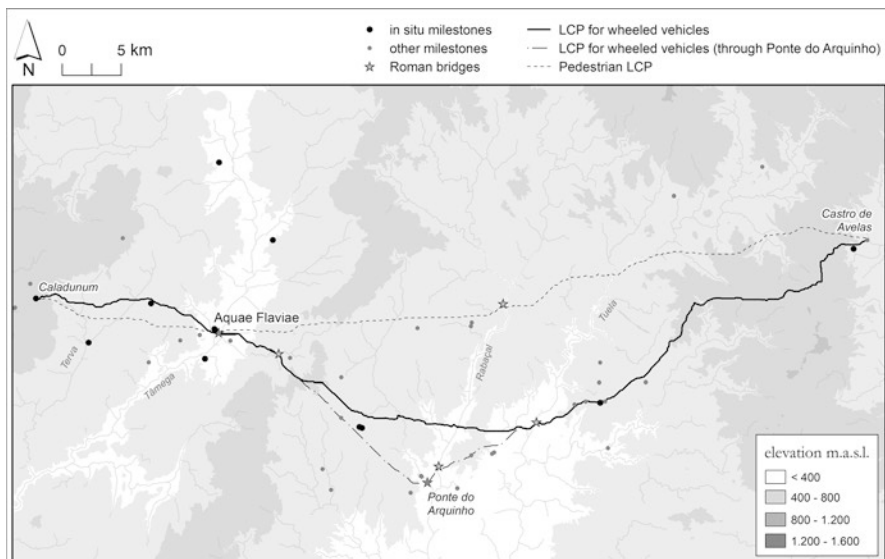 in situ milestones
other milestones
Roman bridges
LCP for wheeled vehicles
LCP for wheeled vehicles (through Ponte do Arquinho)
Pedestrian LCP
0 5 km
N
Castro de
Avelas
Caladunum
Aquae Flaviae
Terva
Tâmega
Rabaçal
Tuela
Ponte do
Arquinho
elevation m.a.s.l.
< 400
400 - 800
800 - 1.200
1.200 - 1.600